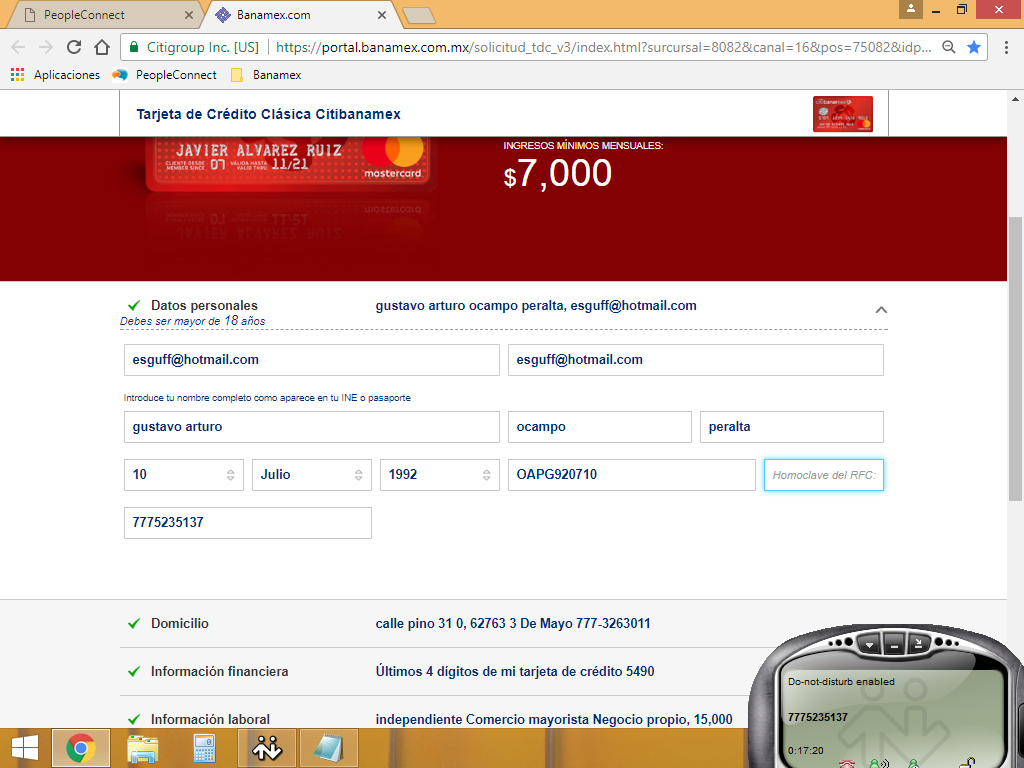 PeopleConnect
Banamex.com
Citigroup Inc. [US]
https://portal.banamex.com.mx/solicitud_tdc_v3/index.html?surcursal=8082&canal=16&pos=75082&idp...
Aplicaciones
PeopleConnect
Banamex
Tarjeta de Crédito Clásica Citibanamex
JAVIER ALVAREZ RUIZ
CLIENTE DESDE
MEMBER SINCE
07
VÁLIDA HASTA
VALID THRU
11/21
mastercard
INGRESOS MÍNIMOS MENSUALES:
$7,000
Datos personales
gustavo arturo ocampo peralta, esguff@hotmail.com
Debes ser mayor de 18 años
esguff@hotmail.com
esguff@hotmail.com
Introduce tu nombre completo como aparece en tu INE o pasaporte
gustavo arturo
ocampo
peralta
10
Julio
1992
OAPG920710
Homoclave del RFC:
7775235137
Domicilio
calle pino 31 0, 62763 3 De Mayo 777-3263011
Información financiera
Últimos 4 dígitos de mi tarjeta de crédito 5490
Información laboral
independiente Comercio mayorista Negocio propio, 15,000
Do-not-disturb enabled
7775235137
0:17:20